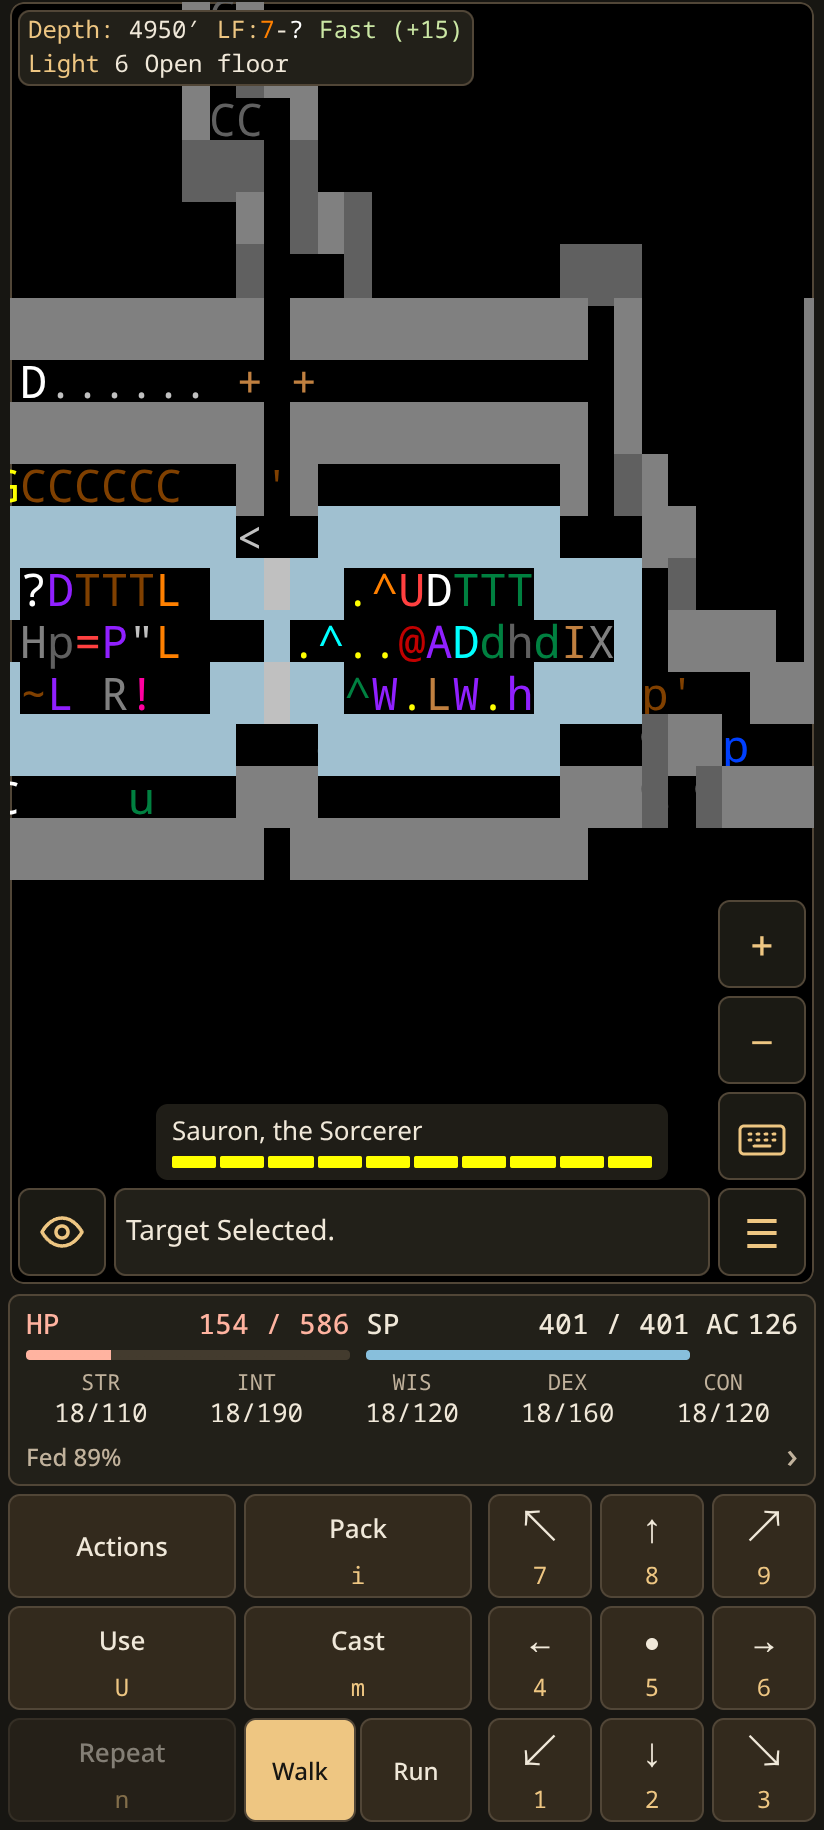 Depth: 4950′ LF:7-? Fast (+15)
Light 6 Open floor
CC
D...... + +
GCCCCCC '
<
?DTTTL .^UDTTT
Hp=P"L .^..@ADdhdIX
~L R! ^W.LW.h p'
p
C u
+
−
Sauron, the Sorcerer
Target Selected.
HP 154 / 586 SP 401 / 401 AC 126
STR INT WIS DEX CON
18/110 18/190 18/120 18/160 18/120
Fed 89% ›
Actions
Pack
i
↖ ↑ ↗
7 8 9
Use
U
Cast
m
← • →
4 5 6
Repeat
n
Walk
Run
↙ ↓ ↘
1 2 3